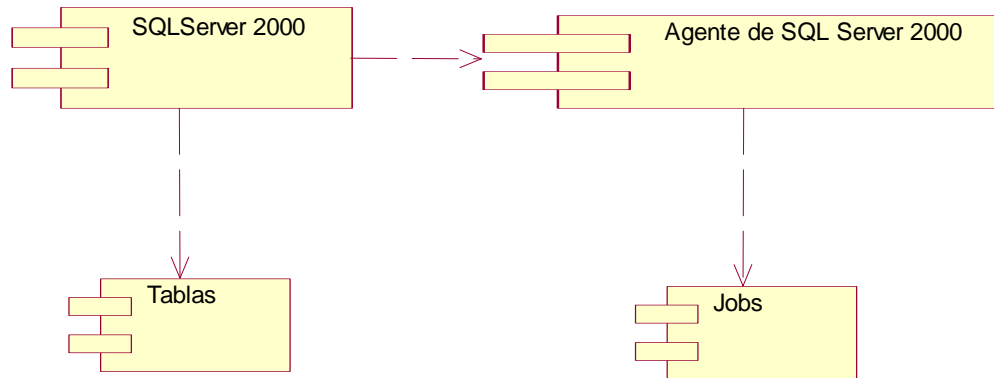 SQLServer 2000
Agente de SQL Server 2000
Tablas
Jobs